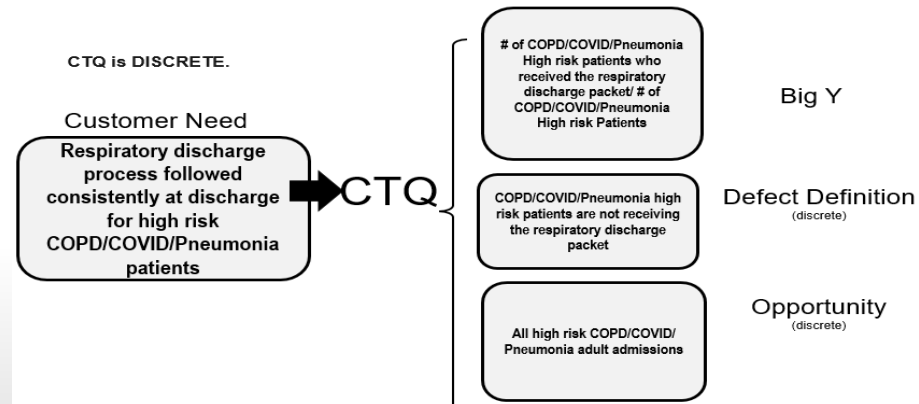 CTQ is DISCRETE.
Customer Need
Respiratory discharge
process followed
consistently at discharge
for high risk
COPD/COVID/Pneumonia
patients
CTQ
# of COPD/COVID/Pneumonia
High risk patients who
received the respiratory
discharge packet/ # of
COPD/COVID/Pneumonia
High risk Patients
Big Y
COPD/COVID/Pneumonia high
risk patients are not receiving
the respiratory discharge
packet
Defect Definition
(discrete)
All high risk COPD/COVID/
Pneumonia adult admissions
Opportunity
(discrete)